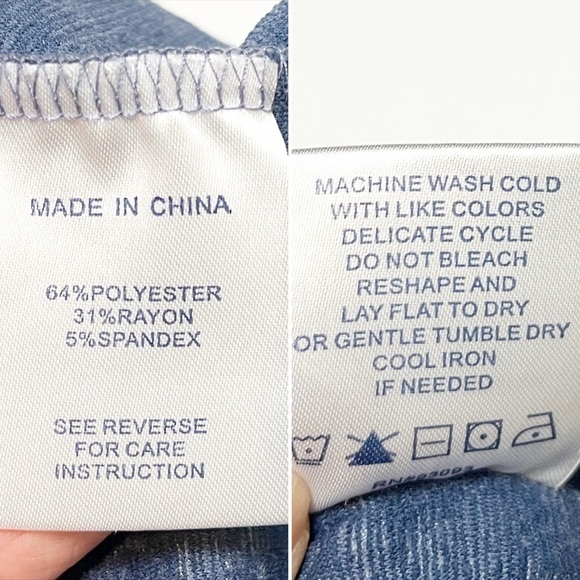 MADE IN CHINA
64%POLYESTER
31%RAYON
5%SPANDEX
SEE REVERSE
FOR CARE
INSTRUCTION
MACHINE WASH COLD
WITH LIKE COLORS
DELICATE CYCLE
DO NOT BLEACH
RESHAPE AND
LAY FLAT TO DRY
OR GENTLE TUMBLE DRY
COOL IRON
IF NEEDED